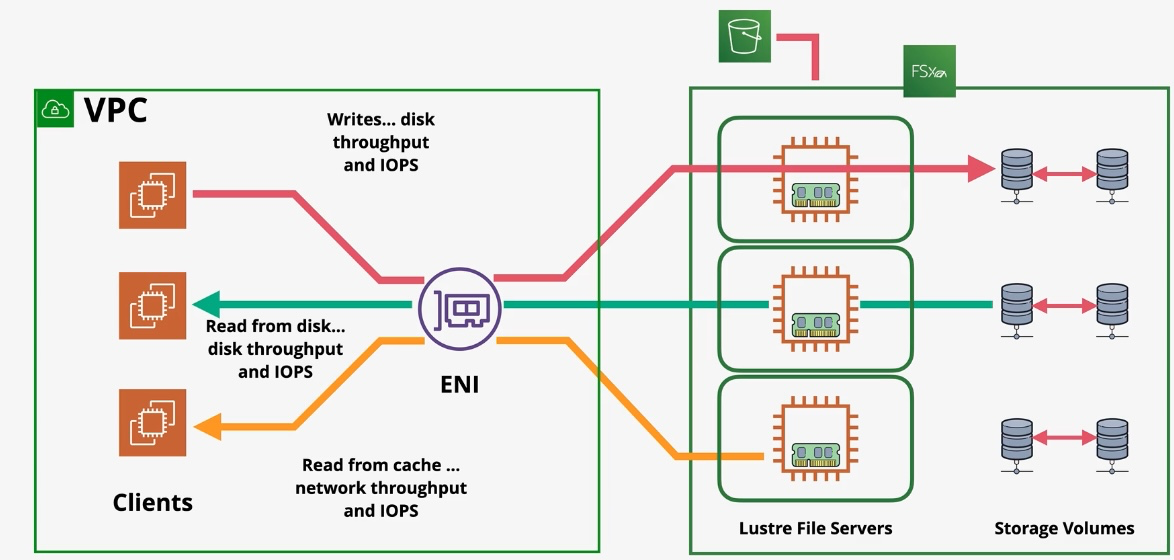 FSx
VPC
Writes... disk
throughput
and IOPS
Read from disk...
disk throughput
and IOPS
ENI
Read from cache ...
network throughput
and IOPS
Clients
Lustre File Servers
Storage Volumes